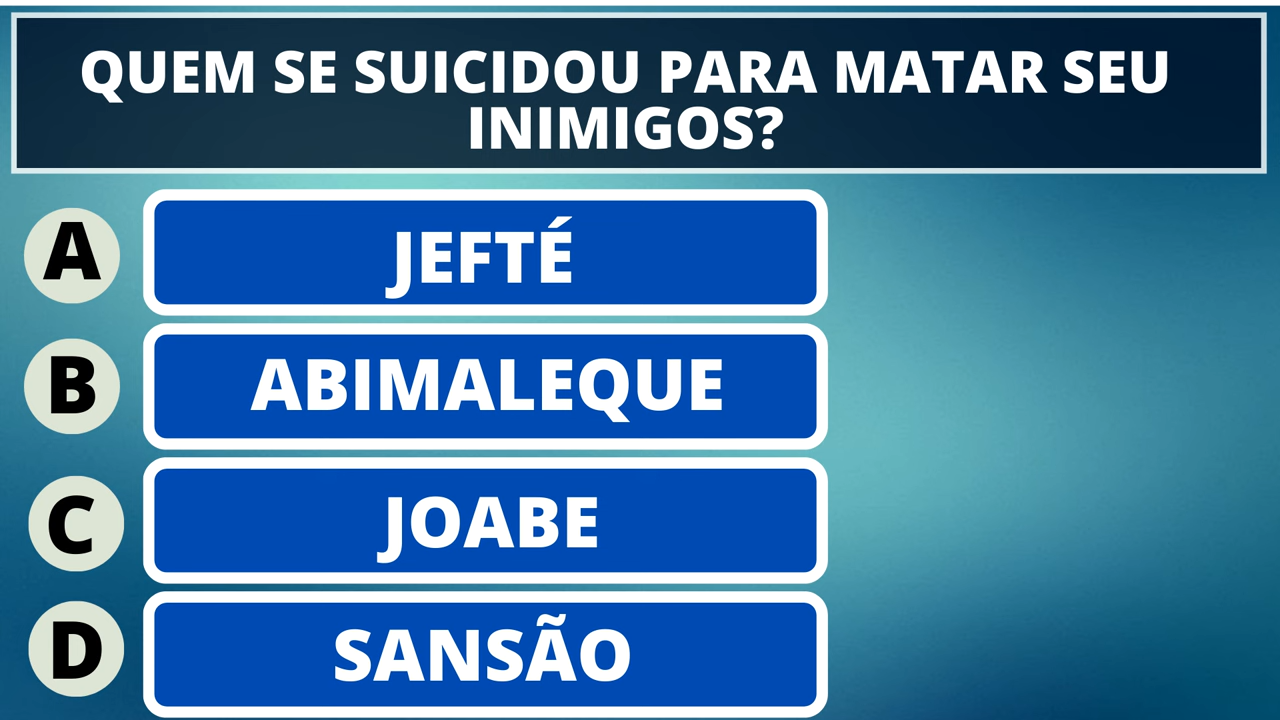 QUEM SE SUICIDOU PARA MATAR SEU
INIMIGOS?
A
JEFTÉ
B
ABIMALEQUE
C
JOABE
D
SANSÃO